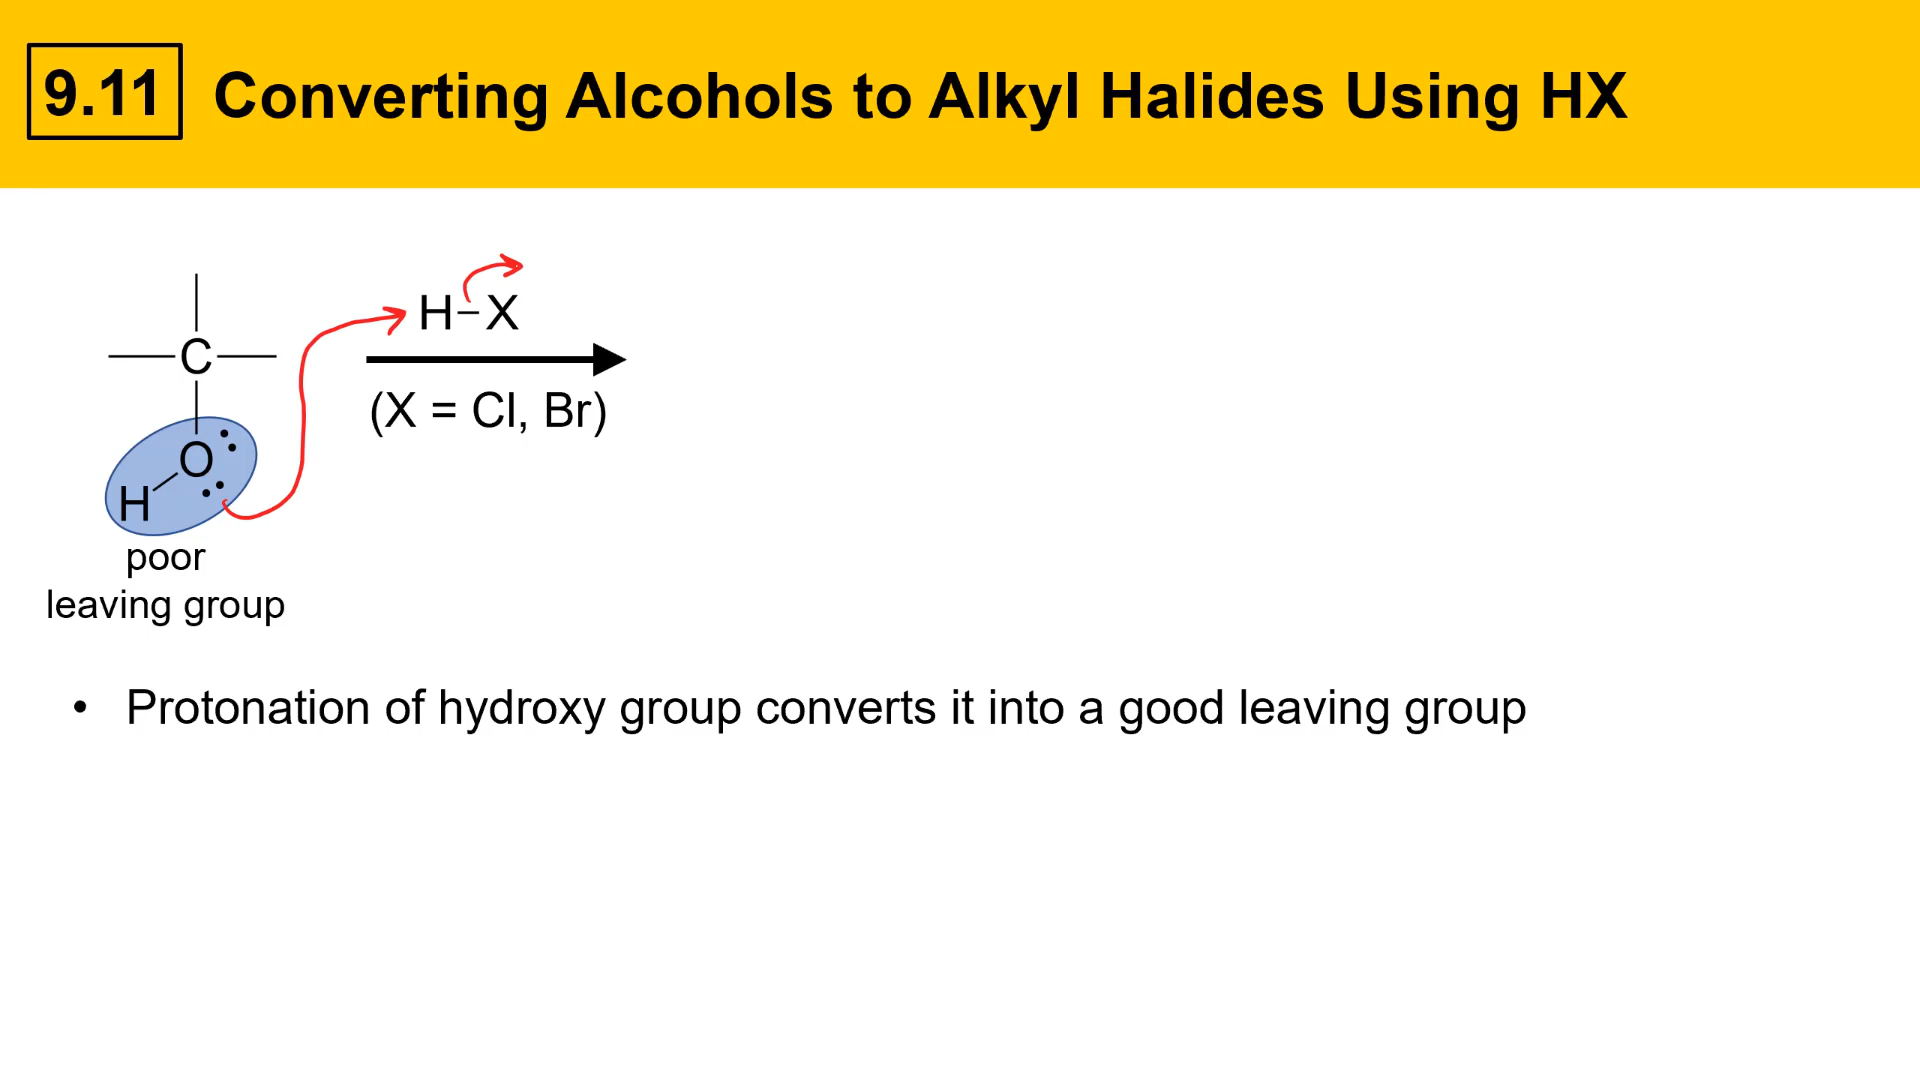 9.11 Converting Alcohols to Alkyl Halides Using HX
H–X
C
(X = Cl, Br)
O
H
poor
leaving group
• Protonation of hydroxy group converts it into a good leaving group